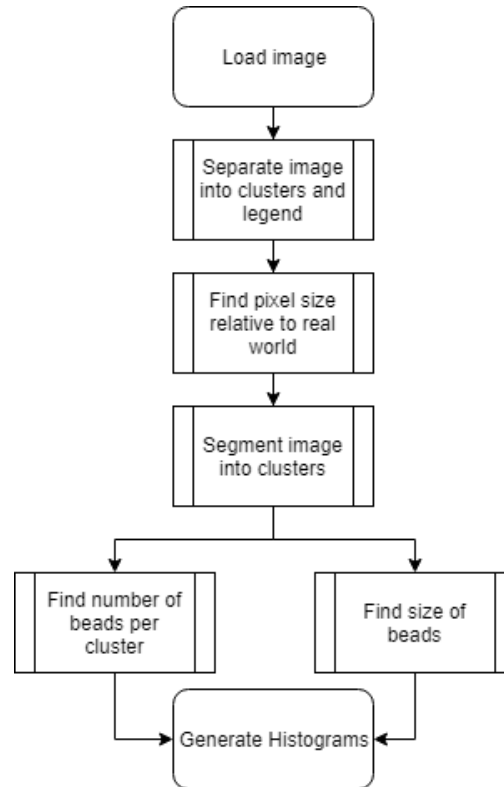 Load image
Separate image
into clusters and
legend
Find pixel size
relative to real
world
Segment image
into clusters
Find number of
beads per
cluster
Find size of
beads
Generate Histograms